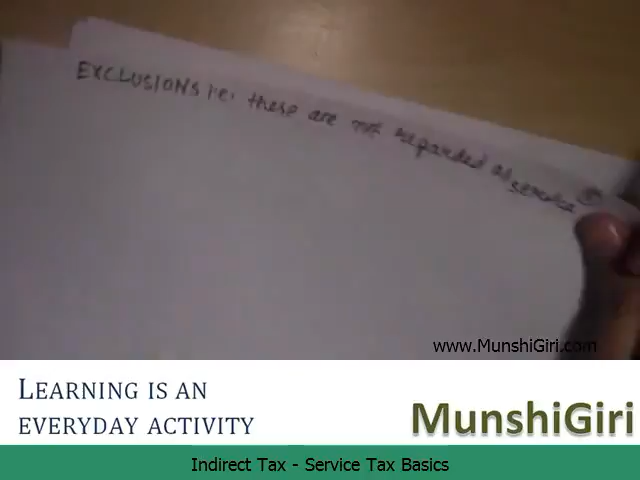 EXCLUSIONS i.e. these are not regarded as service
www.MunshiGiri.com
LEARNING IS AN
EVERYDAY ACTIVITY
MunshiGiri
Indirect Tax - Service Tax Basics